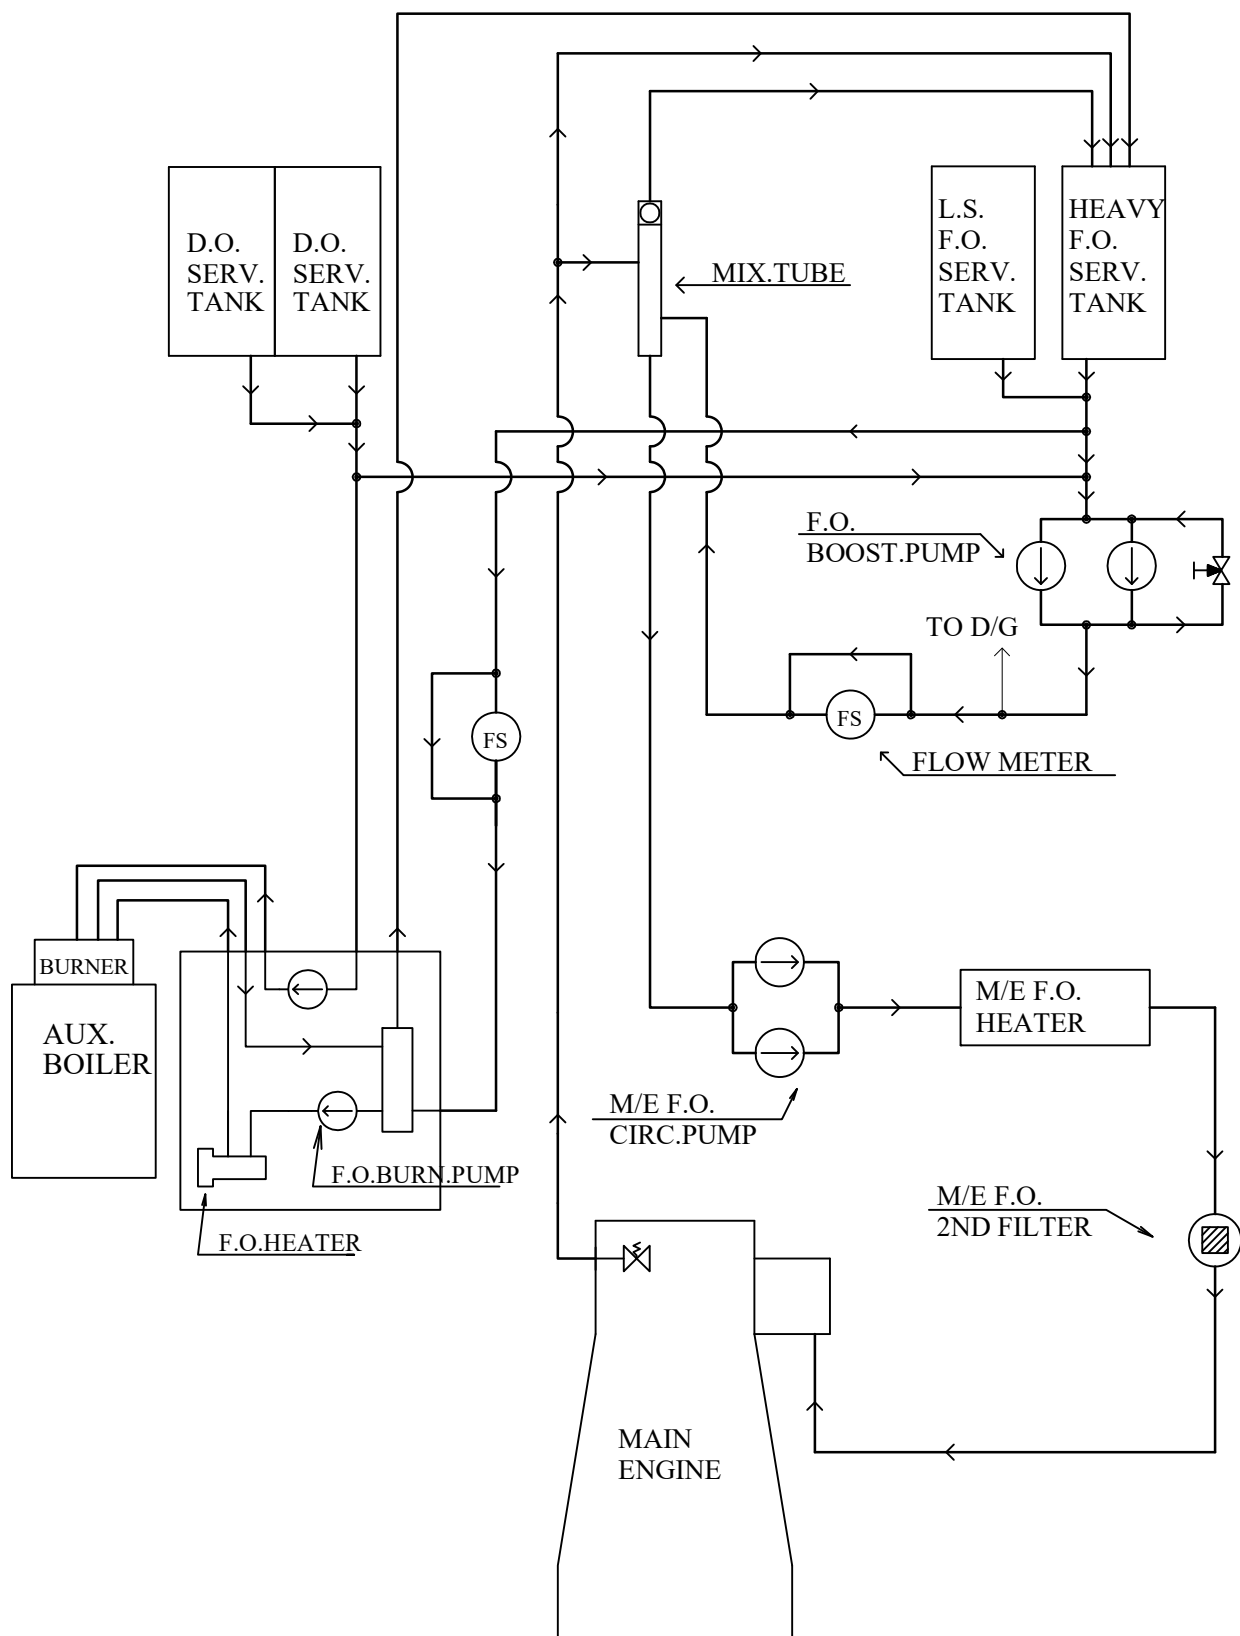 D.O.
SERV.
TANK
D.O.
SERV.
TANK
L.S.
F.O.
SERV.
TANK
HEAVY
F.O.
SERV.
TANK
MIX.TUBE
F.O.
BOOST.PUMP
TO D/G
FS
FLOW METER
FS
BURNER
AUX.
BOILER
M/E F.O.
HEATER
M/E F.O.
CIRC.PUMP
F.O.BURN.PUMP
F.O.HEATER
M/E F.O.
2ND FILTER
MAIN
ENGINE